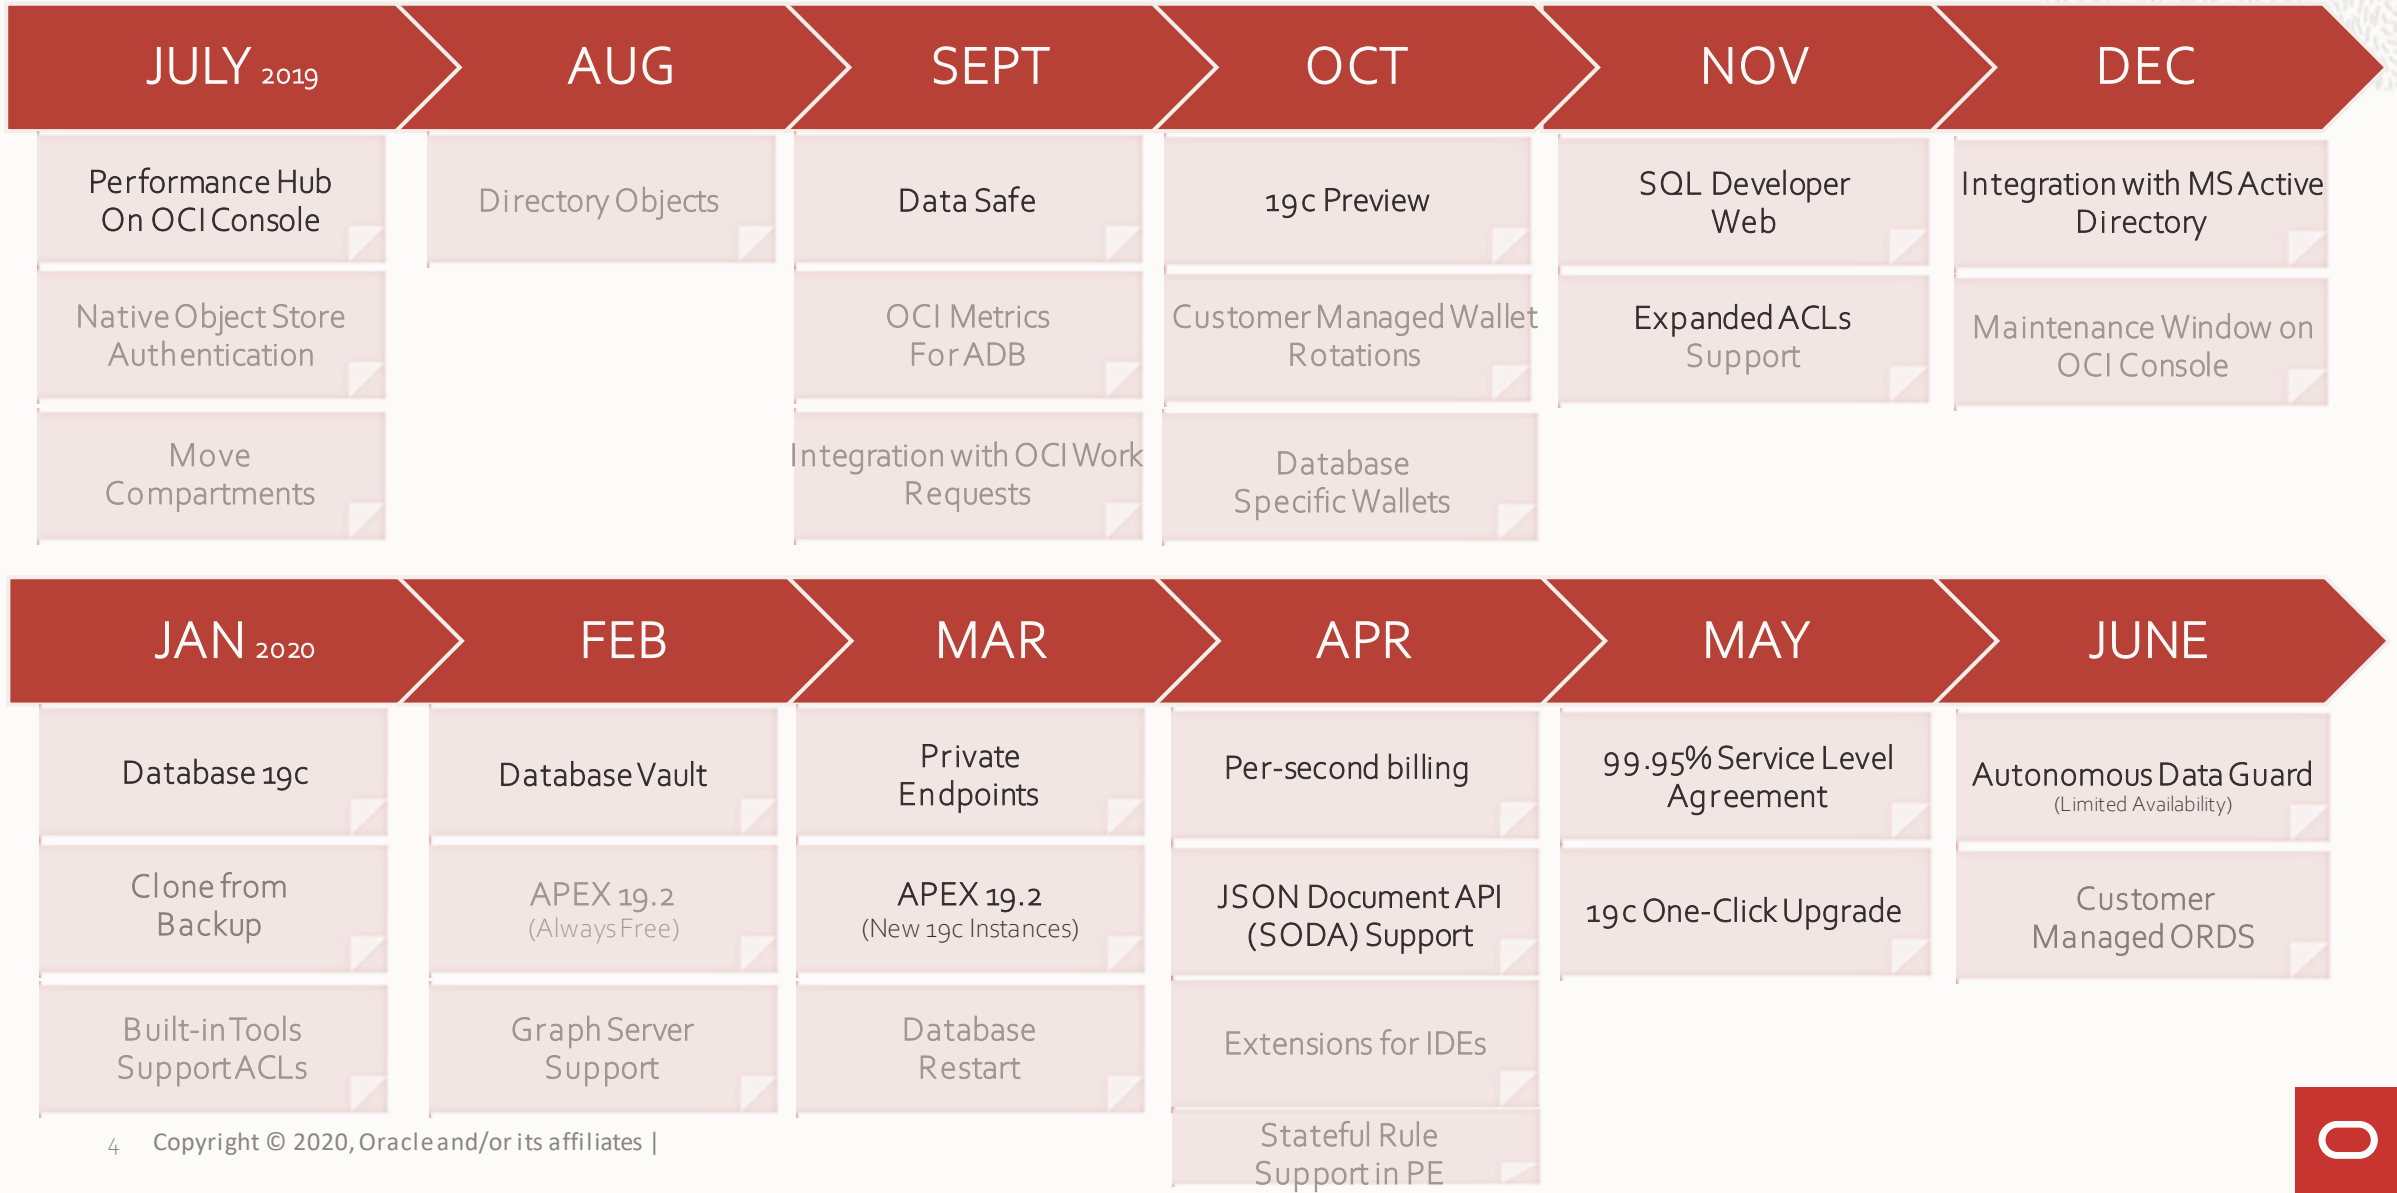 JULY 2019
AUG
SEPT
OCT
NOV
DEC
Performance Hub
On OCI Console
Directory Objects
Data Safe
19c Preview
SQL Developer
Web
Integration with MS Active
Directory
Native Object Store
Authentication
OCI Metrics
For ADB
Customer Managed Wallet
Rotations
Expanded ACLs
Support
Maintenance Window on
OCI Console
Move
Compartments
Integration with OCI Work
Requests
Database
Specific Wallets
JAN 2020
FEB
MAR
APR
MAY
JUNE
Database 19c
Database Vault
Private
Endpoints
Per-second billing
99.95% Service Level
Agreement
Autonomous Data Guard
(Limited Availability)
Clone from
Backup
APEX 19.2
(Always Free)
APEX 19.2
(New 19c Instances)
JSON Document API
(SODA) Support
19c One-Click Upgrade
Customer
Managed ORDS
Built-in Tools
Support ACLs
Graph Server
Support
Database
Restart
Extensions for IDEs
Stateful Rule
Support in PE
4 Copyright © 2020, Oracle and/or its affiliates |